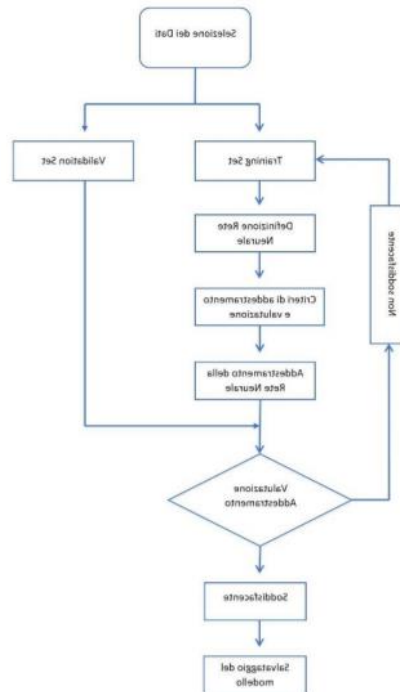 Selezione dei Dati
Validation Set
Training Set
Definizione Rete
Neurale
Criteri di addestramento
e valutazione
Addestramento della
Rete Neurale
Non soddisfacente
Valutazione
Addestramento
Soddisfacente
Salvataggio del
modello